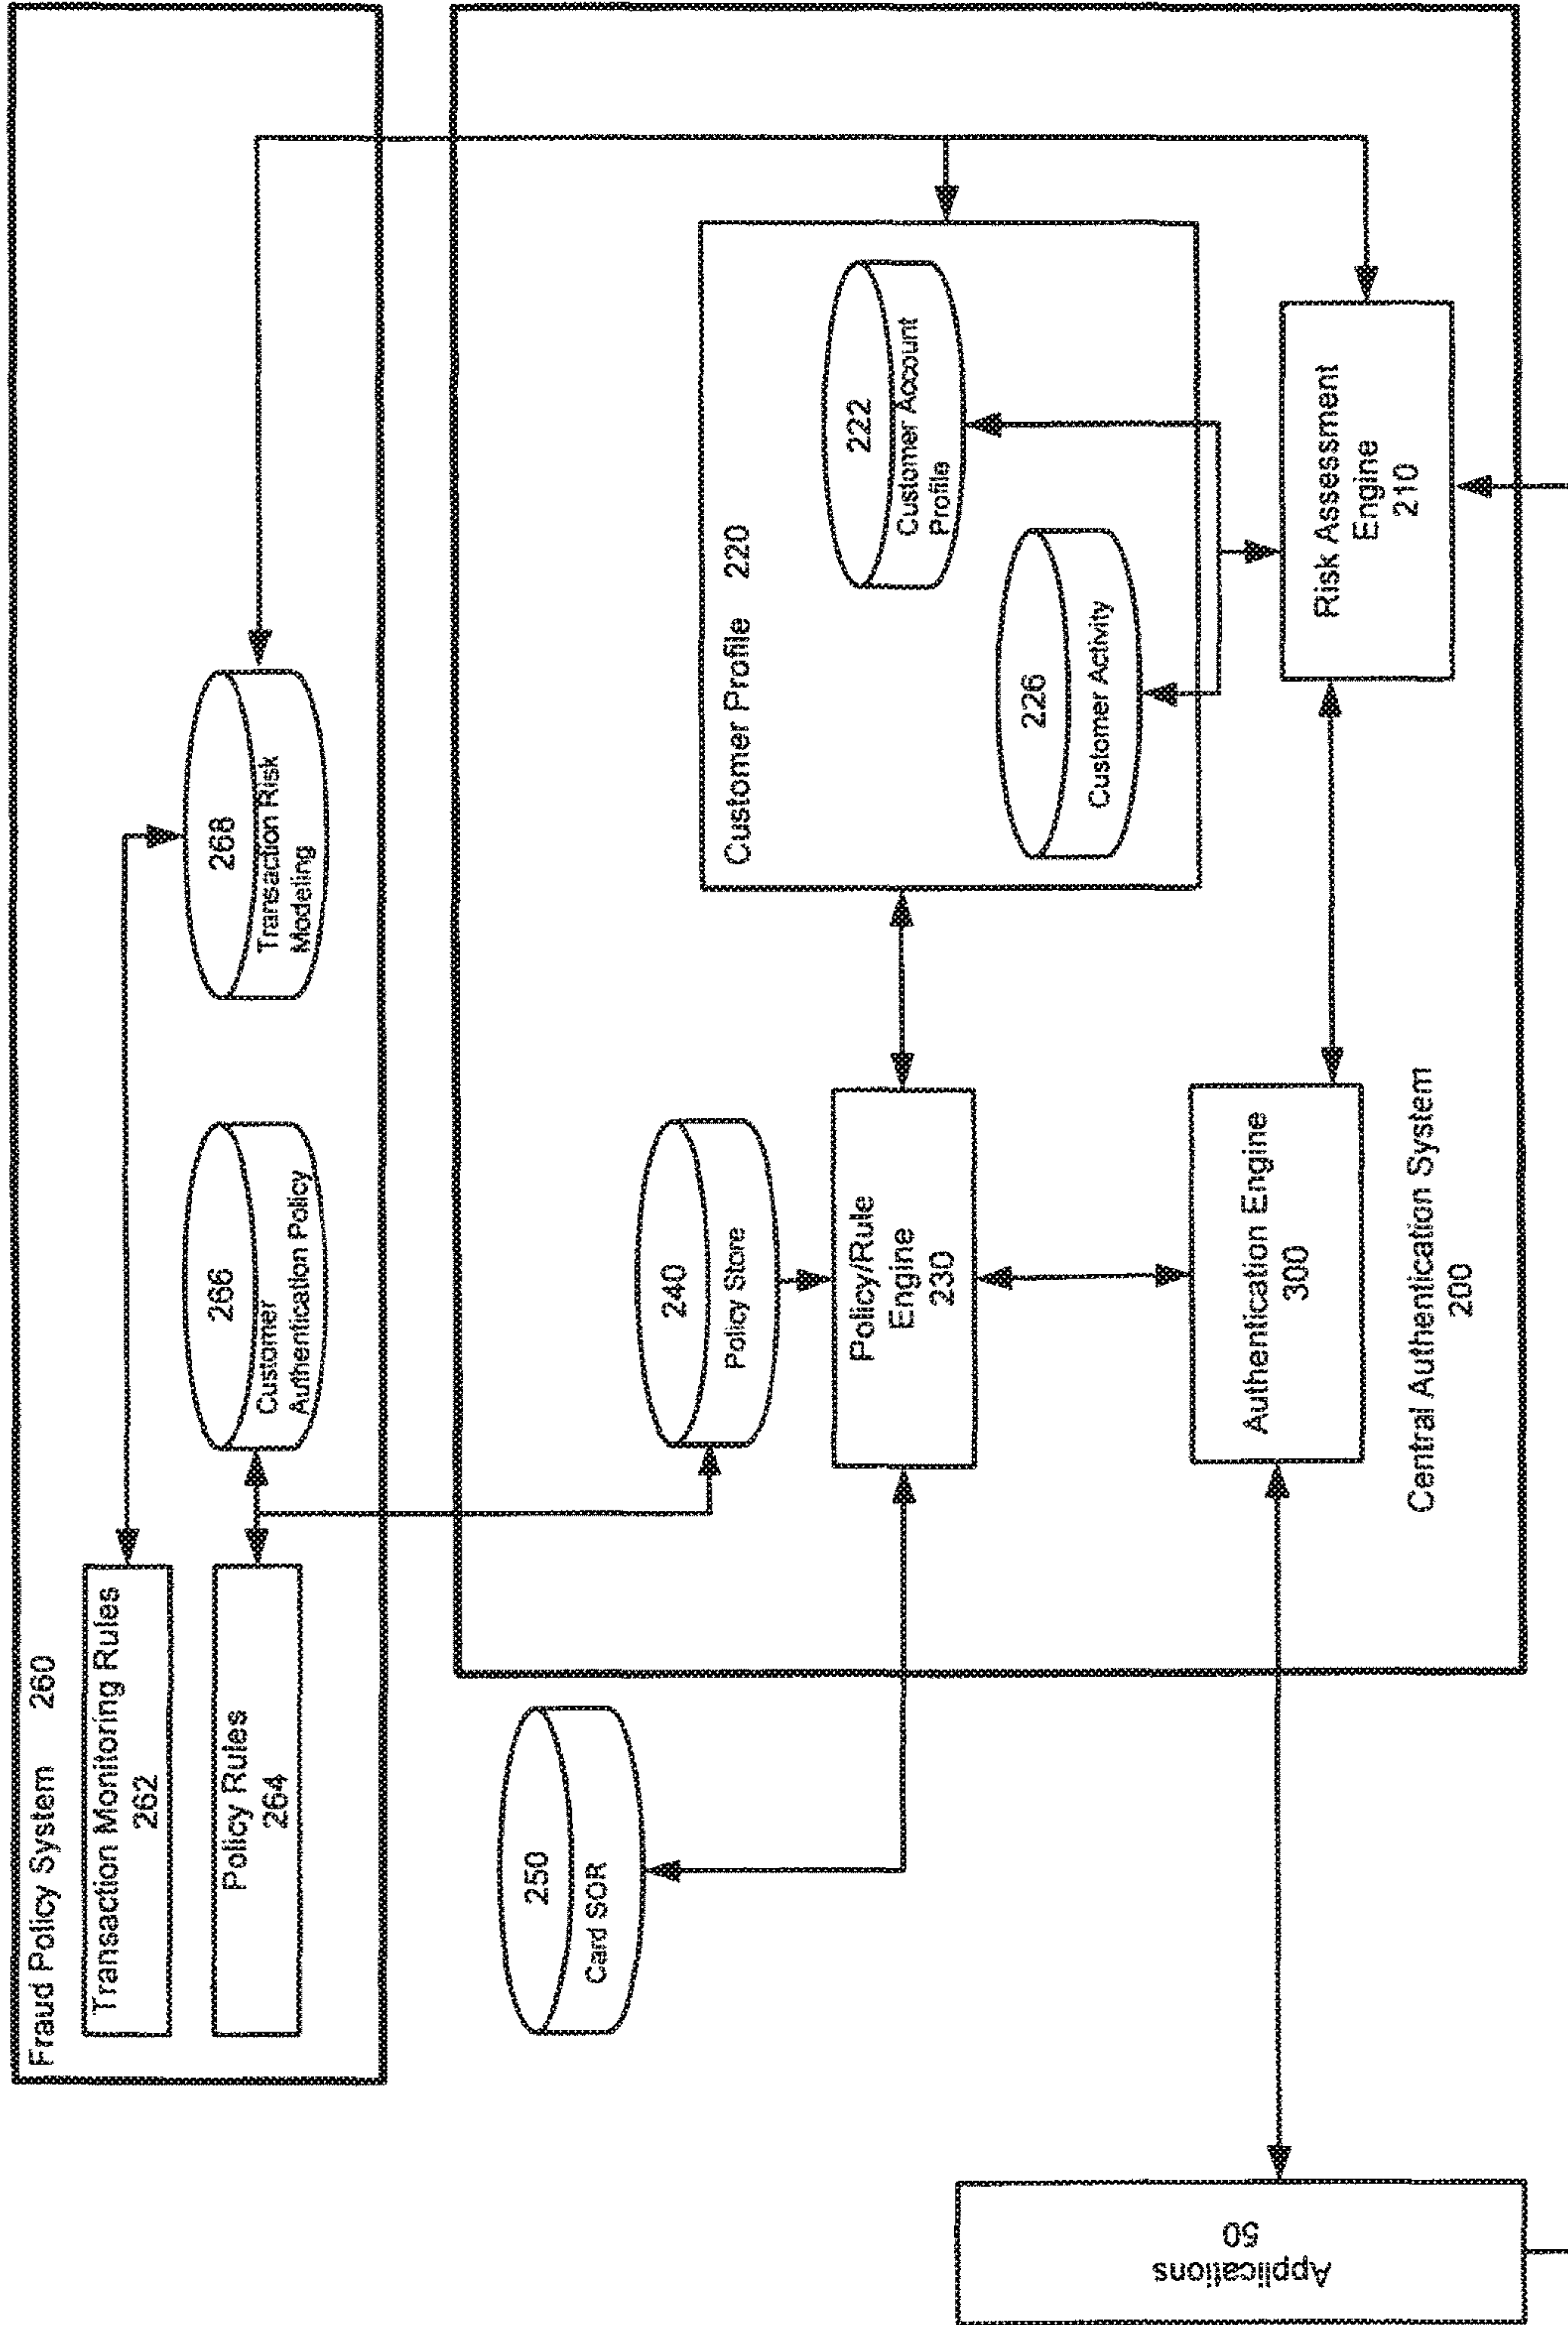 Fraud Policy System 260
Transaction Monitoring Rules
262
Policy Rules
264
266
Customer
Authentication Policy
268
Transaction Risk
Modeling
250
Card SOR
240
Policy Store
Policy/Rule
Engine
230
Customer Profile 220
222
Customer Account
Profile
226
Customer Activity
Authentication Engine
300
Risk Assessment
Engine
210
Central Authentication System
200
Applications
50